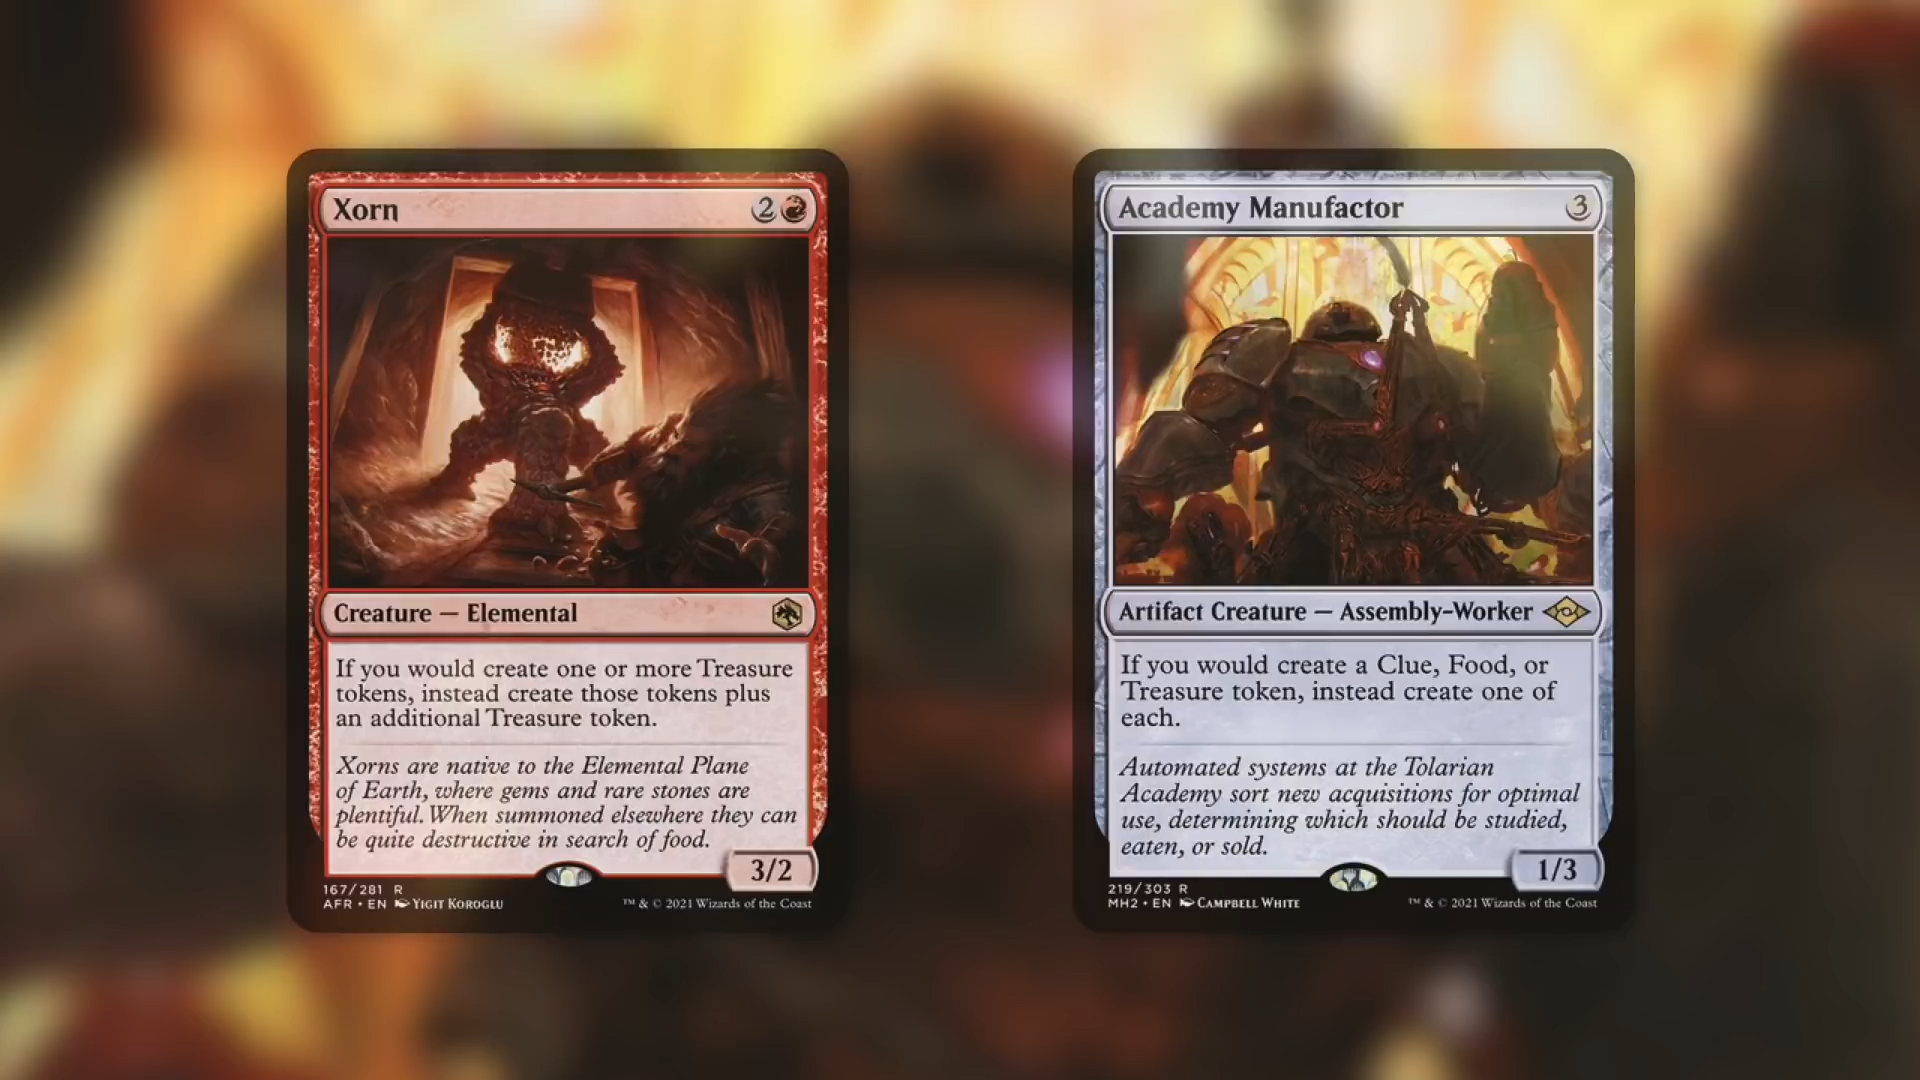 Xorn
2
Creature — Elemental
If you would create one or more Treasure
tokens, instead create those tokens plus
an additional Treasure token.
Xorns are native to the Elemental Plane
of Earth, where gems and rare stones are
plentiful. When summoned elsewhere they can
be quite destructive in search of food.
3/2
167/281 R
AFR • EN YIGIT KOROGLU
™ & © 2021 Wizards of the Coast
Academy Manufactor
3
Artifact Creature — Assembly-Worker
If you would create a Clue, Food, or
Treasure token, instead create one of
each.
Automated systems at the Tolarian
Academy sort new acquisitions for optimal
use, determining which should be studied,
eaten, or sold.
1/3
219/303 R
MH2 • EN CAMPBELL WHITE
™ & © 2021 Wizards of the Coast